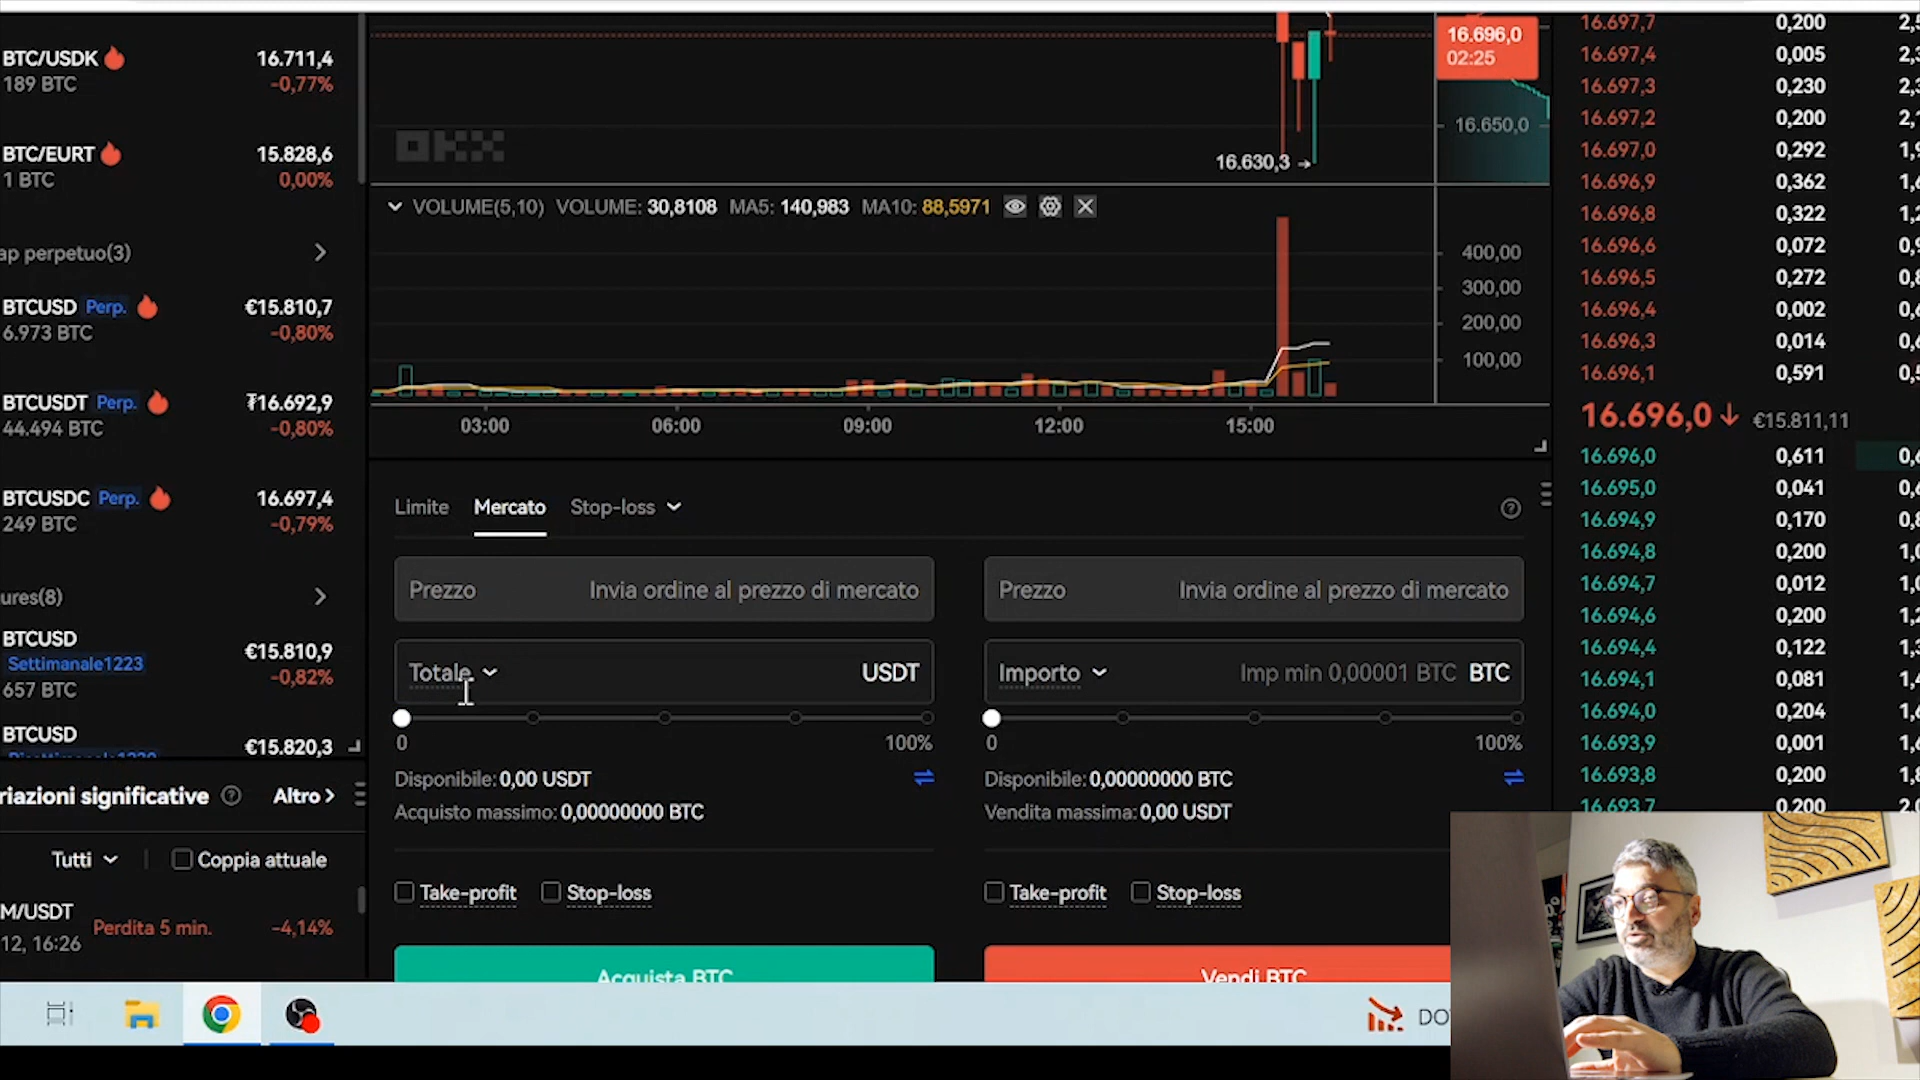 BTC/USDK 16.711,4
189 BTC -0,77%
BTC/EURT 15.828,6
1 BTC 0,00%
ap perpetuo(3)
BTCUSD Perp. €15.810,7
6.973 BTC -0,80%
BTCUSDT Perp. ₮16.692,9
44.494 BTC -0,80%
BTCUSDC Perp. 16.697,4
249 BTC -0,79%
ures(8)
BTCUSD
Settimanale1223 €15.810,9
657 BTC -0,82%
BTCUSD €15.820,3
riazioni significative Altro
Tutti Coppia attuale
M/USDT Perdita 5 min. -4,14%
12, 16:26
16.696,0
02:25
16.650,0
OKX
16.630,3
VOLUME(5,10) VOLUME: 30,8108 MA5: 140,983 MA10: 88,5971
400,00
300,00
200,00
100,00
03:00 06:00 09:00 12:00 15:00
Limite Mercato Stop-loss
Prezzo Invia ordine al prezzo di mercato
Totale USDT
0 100%
Disponibile: 0,00 USDT
Acquisto massimo: 0,00000000 BTC
Take-profit Stop-loss
Acquista BTC
Prezzo Invia ordine al prezzo di mercato
Importo Imp min 0,00001 BTC BTC
0 100%
Disponibile: 0,00000000 BTC
Vendita massima: 0,00 USDT
Take-profit Stop-loss
Vendi BTC
16.697,7 0,200
16.697,4 0,005
16.697,3 0,230
16.697,2 0,200
16.697,0 0,292
16.696,9 0,362
16.696,8 0,322
16.696,6 0,072
16.696,5 0,272
16.696,4 0,002
16.696,3 0,014
16.696,1 0,591
16.696,0 €15.811,11
16.696,0 0,611
16.695,0 0,041
16.694,9 0,170
16.694,8 0,200
16.694,7 0,012
16.694,6 0,200
16.694,4 0,122
16.694,1 0,081
16.694,0 0,204
16.693,9 0,001
16.693,8 0,200
16.693,7 0,200